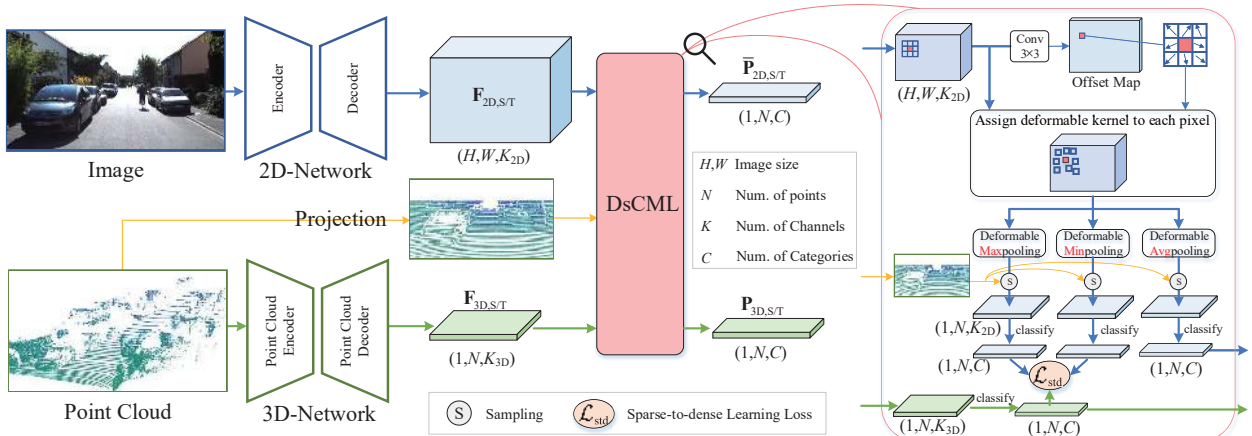 Image
Encoder
Decoder
2D-Network
F2D,S/T
(H,W,K2D)
Projection
Point Cloud
Point Cloud
Encoder
Point Cloud
Decoder
3D-Network
F3D,S/T
(1,N,K3D)
DsCML
P̅2D,S/T
(1,N,C)
H,W Image size
N Num. of points
K Num. of Channels
C Num. of Categories
P3D,S/T
(1,N,C)
S Sampling
ℒstd Sparse-to-dense Learning Loss
(H,W,K2D)
Conv
3×3
Offset Map
Assign deformable kernel to each pixel
Deformable
Maxpooling
Deformable
Minpooling
Deformable
Avgpooling
S
S
S
(1,N,K2D)
classify
classify
classify
(1,N,C)
(1,N,C)
ℒstd
(1,N,K3D)
classify
(1,N,C)